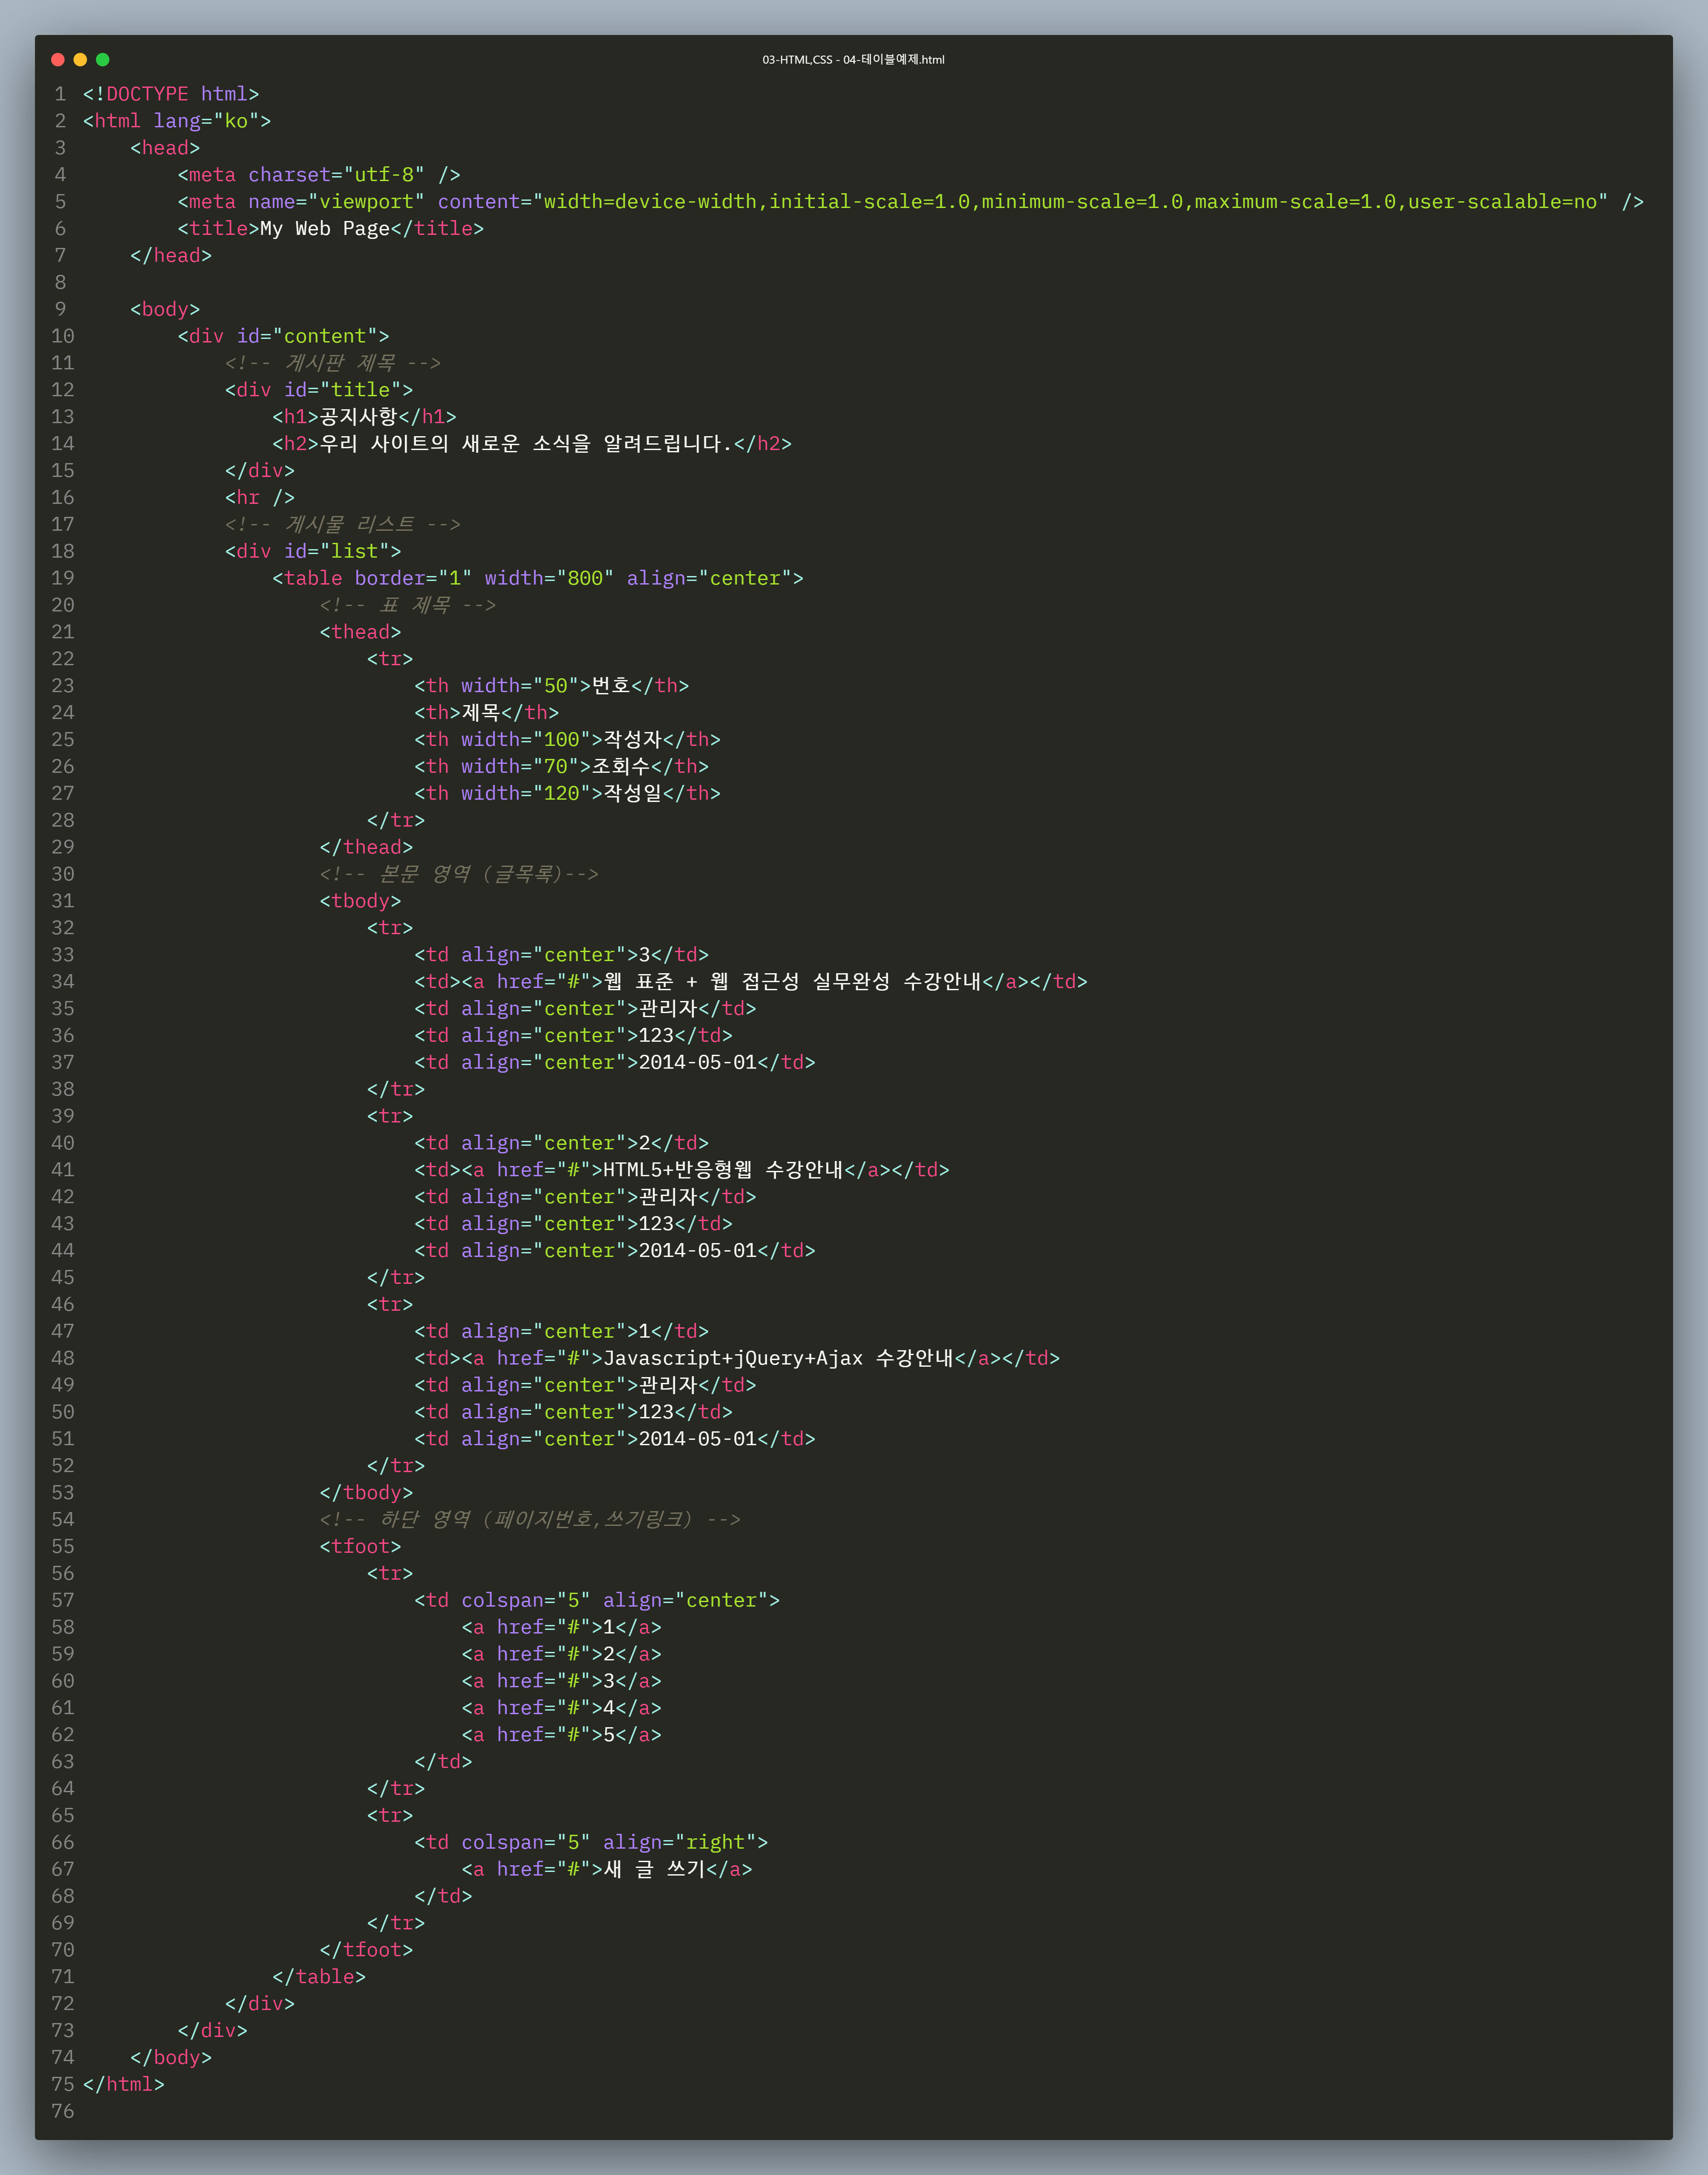 03-HTML,CSS - 04-테이블예제.html
1 <!DOCTYPE html>
2 <html lang="ko">
3     <head>
4         <meta charset="utf-8" />
5         <meta name="viewport" content="width=device-width,initial-scale=1.0,minimum-scale=1.0,maximum-scale=1.0,user-scalable=no" />
6         <title>My Web Page</title>
7     </head>
8
9     <body>
10         <div id="content">
11             <!-- 게시판 제목 -->
12             <div id="title">
13                 <h1>공지사항</h1>
14                 <h2>우리 사이트의 새로운 소식을 알려드립니다.</h2>
15             </div>
16             <hr />
17             <!-- 게시물 리스트 -->
18             <div id="list">
19                 <table border="1" width="800" align="center">
20                     <!-- 표 제목 -->
21                     <thead>
22                         <tr>
23                             <th width="50">번호</th>
24                             <th>제목</th>
25                             <th width="100">작성자</th>
26                             <th width="70">조회수</th>
27                             <th width="120">작성일</th>
28                         </tr>
29                     </thead>
30                     <!-- 본문 영역 (글목록)-->
31                     <tbody>
32                         <tr>
33                             <td align="center">3</td>
34                             <td><a href="#">웹 표준 + 웹 접근성 실무완성 수강안내</a></td>
35                             <td align="center">관리자</td>
36                             <td align="center">123</td>
37                             <td align="center">2014-05-01</td>
38                         </tr>
39                         <tr>
40                             <td align="center">2</td>
41                             <td><a href="#">HTML5+반응형웹 수강안내</a></td>
42                             <td align="center">관리자</td>
43                             <td align="center">123</td>
44                             <td align="center">2014-05-01</td>
45                         </tr>
46                         <tr>
47                             <td align="center">1</td>
48                             <td><a href="#">Javascript+jQuery+Ajax 수강안내</a></td>
49                             <td align="center">관리자</td>
50                             <td align="center">123</td>
51                             <td align="center">2014-05-01</td>
52                         </tr>
53                     </tbody>
54                     <!-- 하단 영역 (페이지번호,쓰기링크) -->
55                     <tfoot>
56                         <tr>
57                             <td colspan="5" align="center">
58                                 <a href="#">1</a>
59                                 <a href="#">2</a>
60                                 <a href="#">3</a>
61                                 <a href="#">4</a>
62                                 <a href="#">5</a>
63                             </td>
64                         </tr>
65                         <tr>
66                             <td colspan="5" align="right">
67                                 <a href="#">새 글 쓰기</a>
68                             </td>
69                         </tr>
70                     </tfoot>
71                 </table>
72             </div>
73         </div>
74     </body>
75 </html>
76